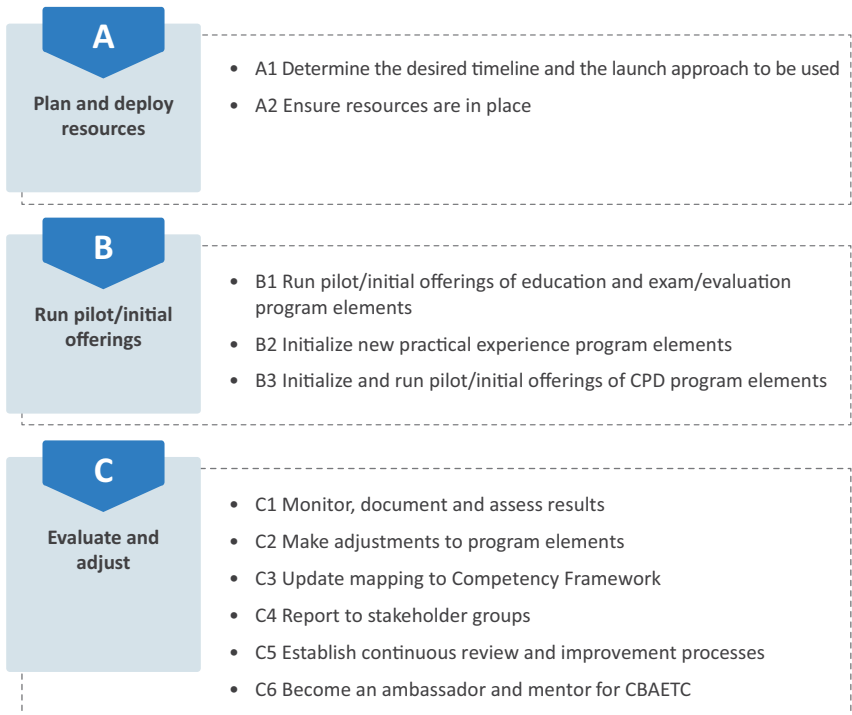 A
Plan and deploy
resources
• A1 Determine the desired timeline and the launch approach to be used
• A2 Ensure resources are in place
B
Run pilot/initial
offerings
• B1 Run pilot/initial offerings of education and exam/evaluation
program elements
• B2 Initialize new practical experience program elements
• B3 Initialize and run pilot/initial offerings of CPD program elements
C
Evaluate and
adjust
• C1 Monitor, document and assess results
• C2 Make adjustments to program elements
• C3 Update mapping to Competency Framework
• C4 Report to stakeholder groups
• C5 Establish continuous review and improvement processes
• C6 Become an ambassador and mentor for CBAETC